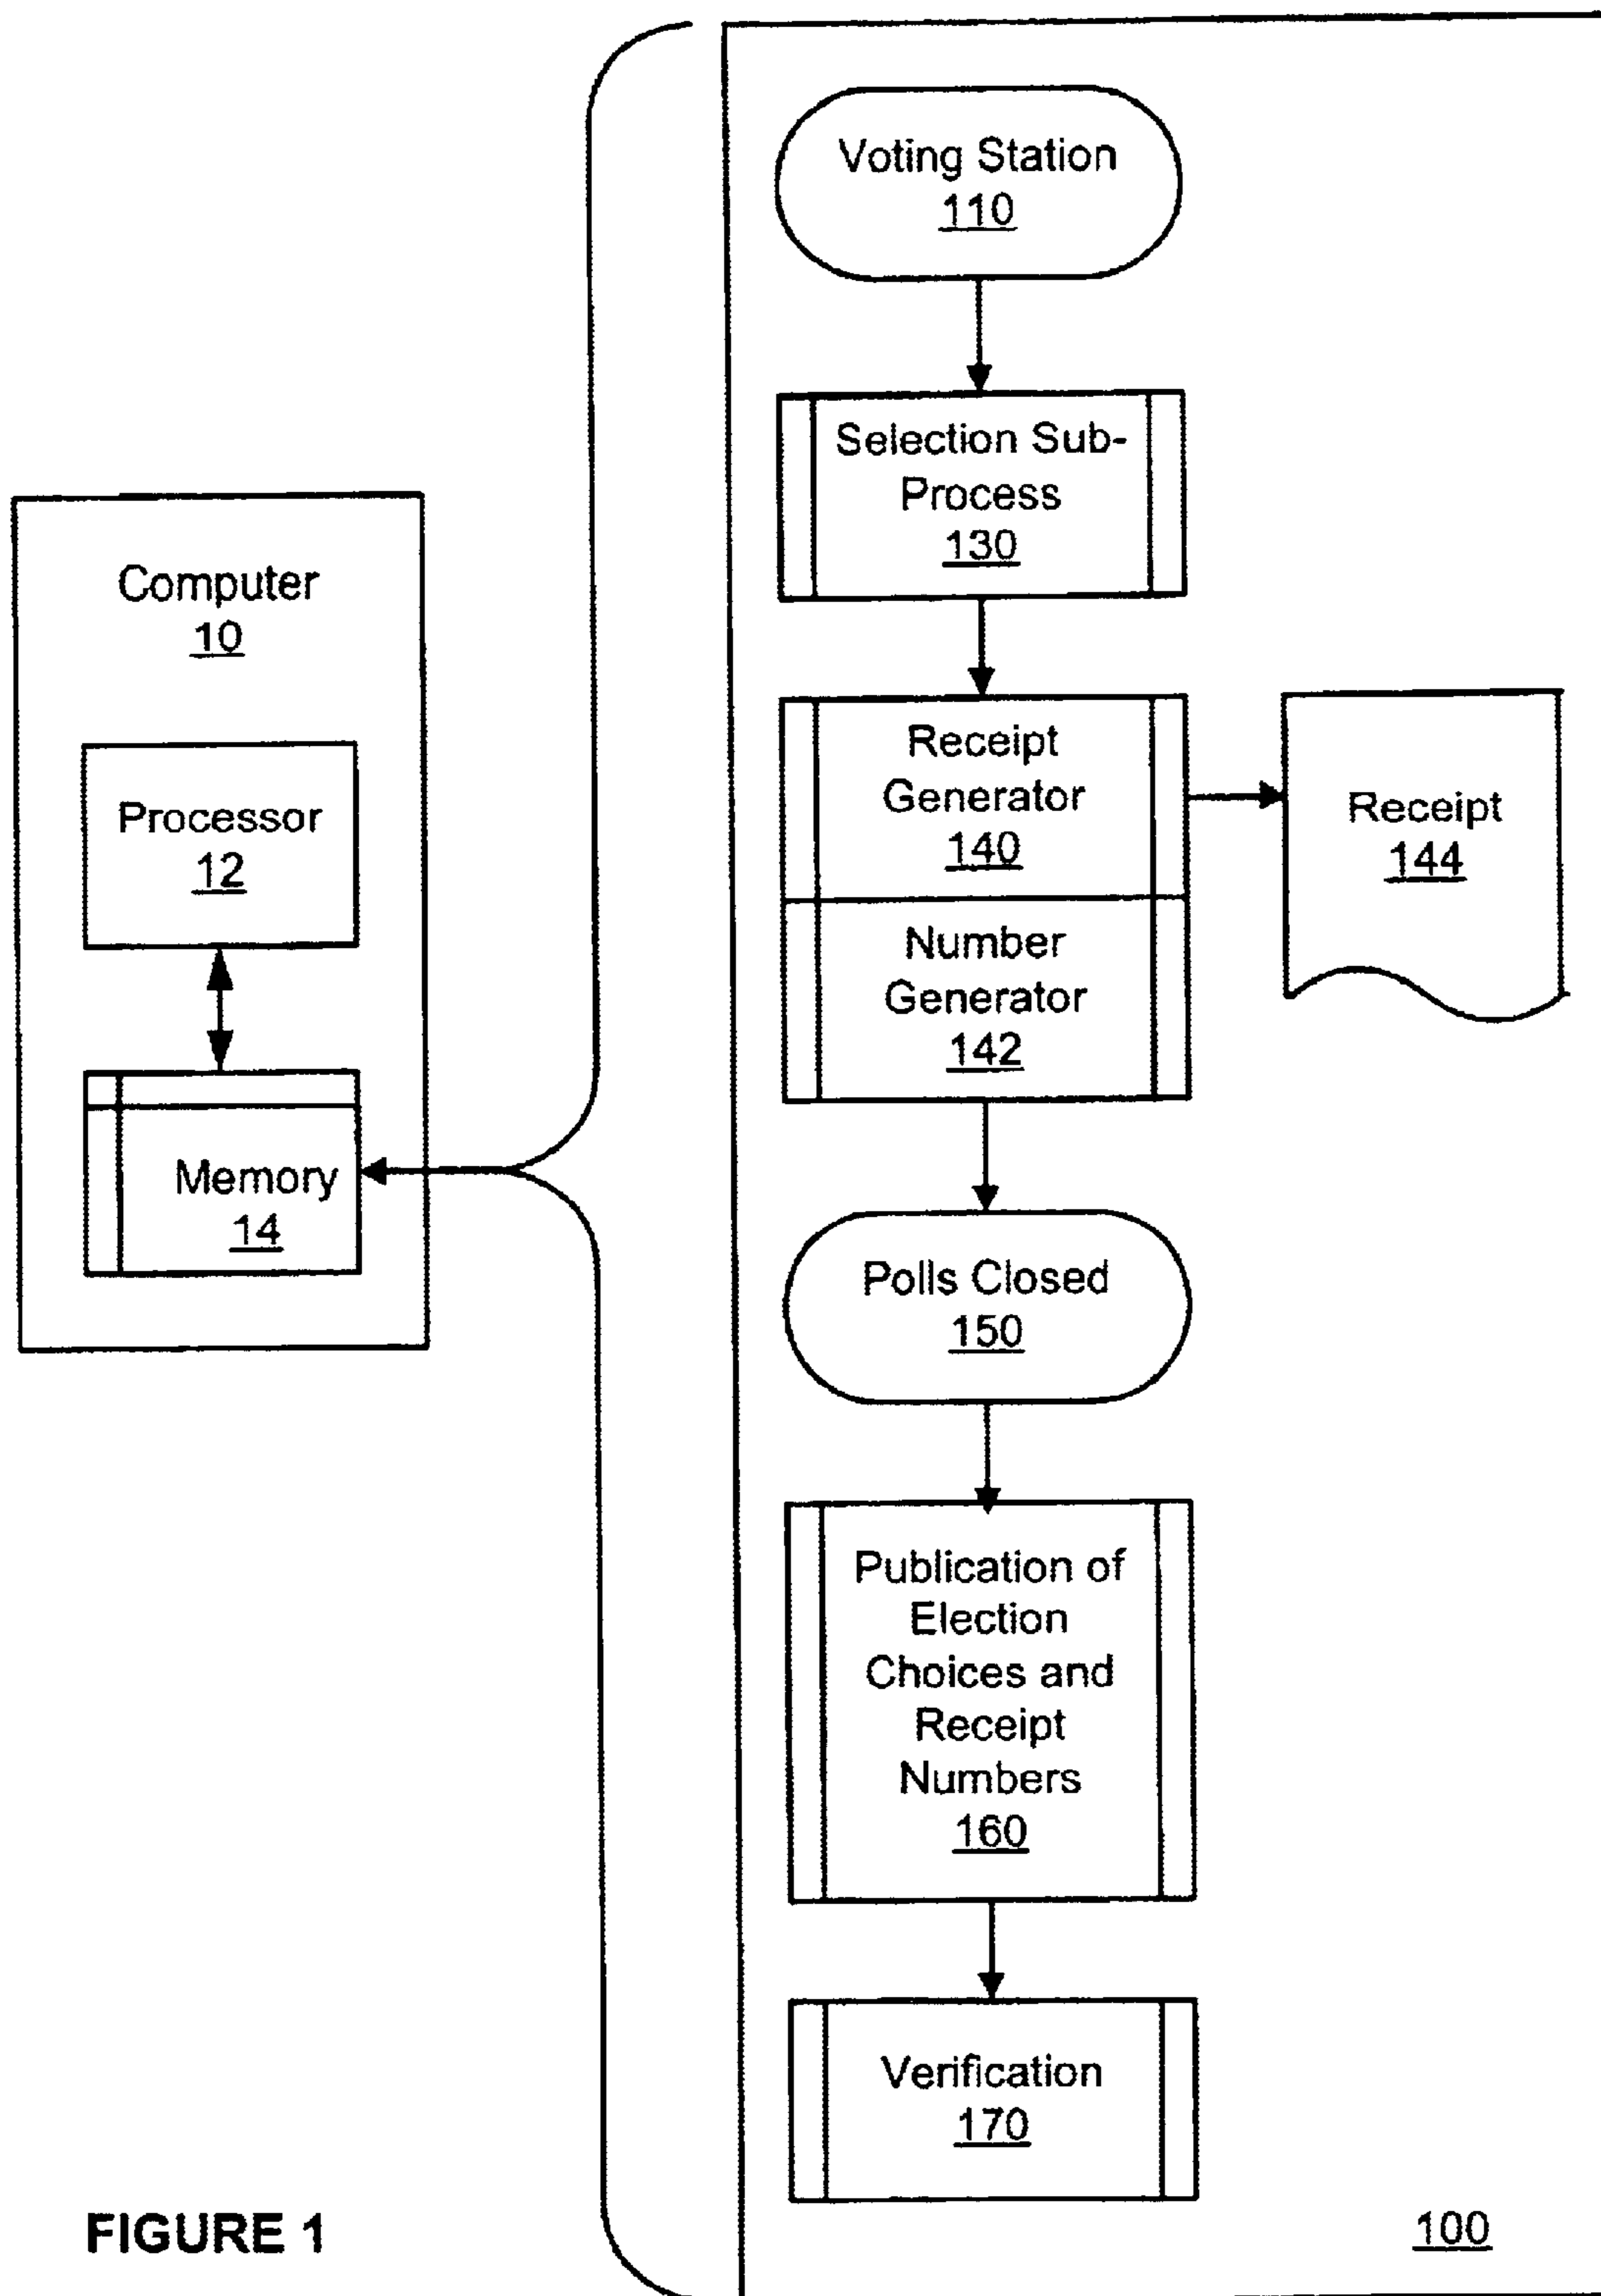 Voting Station
110
Selection Sub-
Process
130
Computer
10
Processor
12
Memory
14
Receipt
Generator
140
Number
Generator
142
Receipt
144
Polls Closed
150
Publication of
Election
Choices and
Receipt
Numbers
160
Verification
170
FIGURE 1
100